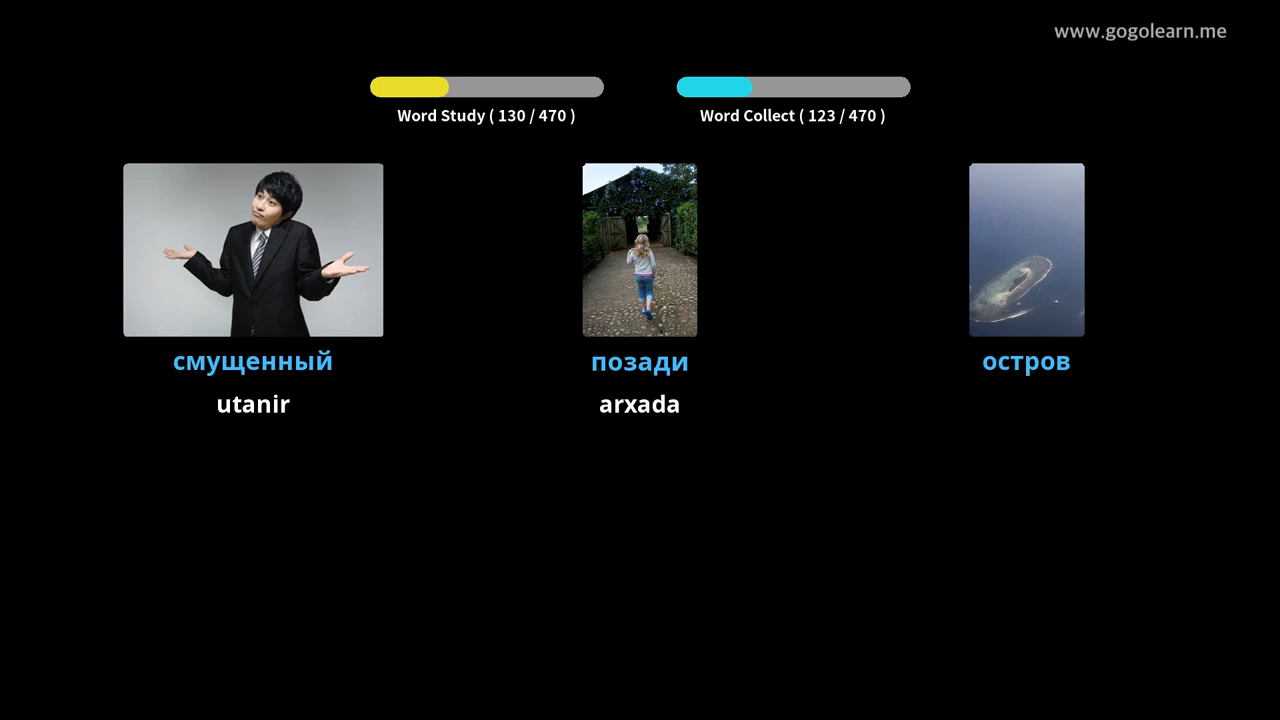 www.gogolearn.me
Word Study ( 130 / 470 )
Word Collect ( 123 / 470 )
смущенный
позади
остров
utanir
arxada